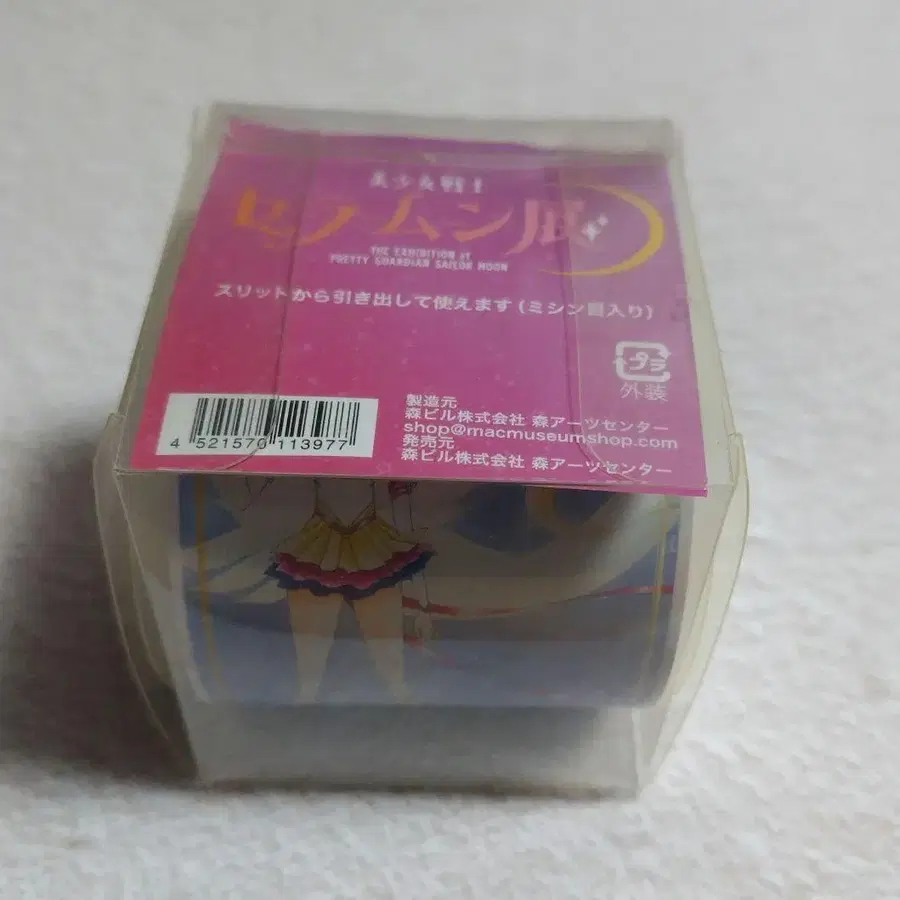 美少女戦!
セ ラ ムン展
THE EXHIBITION of
PRETTY GUARDIAN SAILOR MOON
スリットから引き出して使えます(ミシン目入り)
プラ
外装
4 521570 113977
製造元
森ビル株式会社 森アーツセンター
shop@macmuseumshop.com
発売元
森ビル株式会社 森アーツセンター